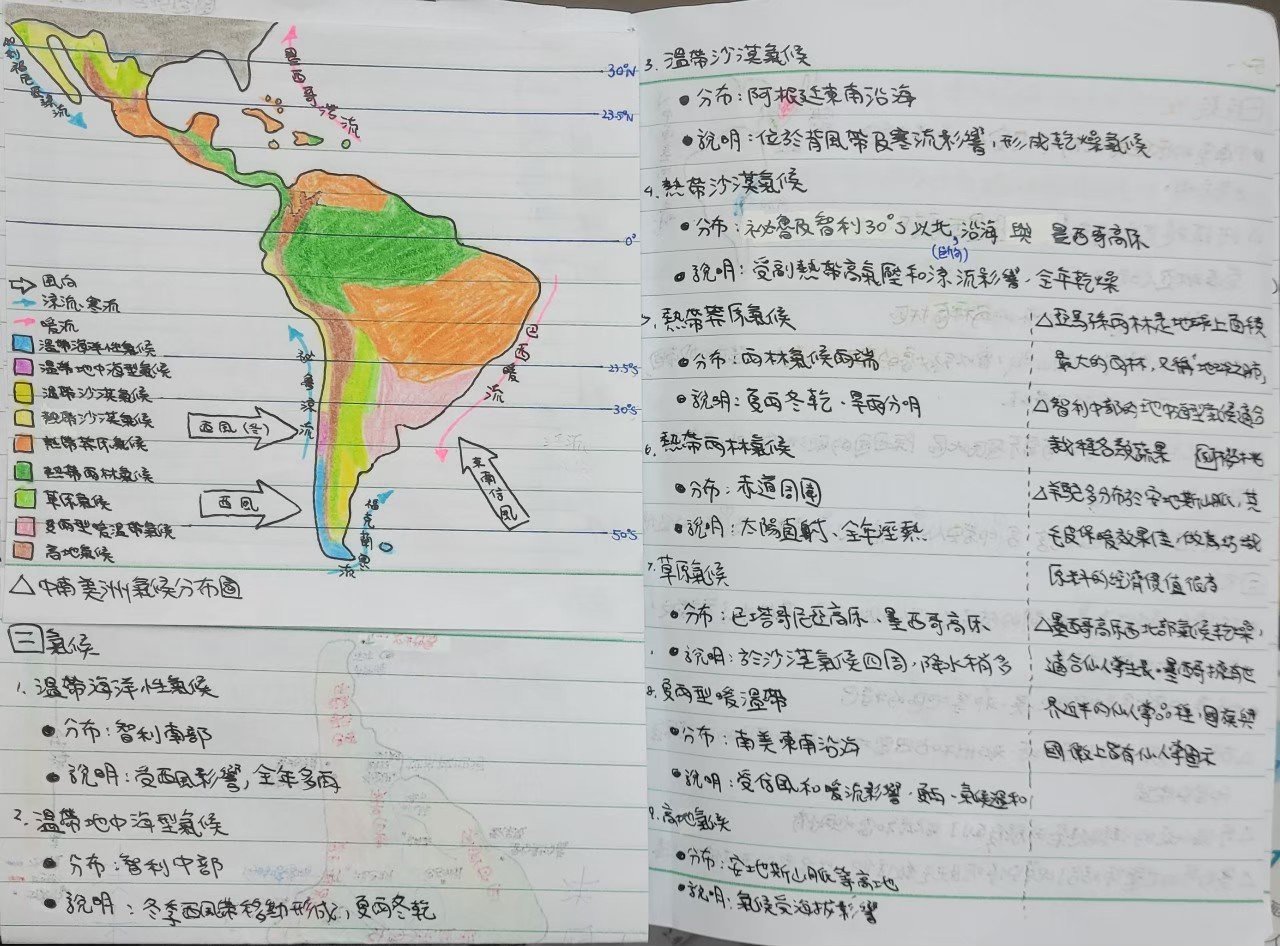 加利福尼亞涼流
墨西哥灣流
30°N
23.5°N
0°
23.5°S
30°S
50°S
巴西暖流
祕魯涼流
西風(冬)
西風
東南信風
福克蘭寒流
風向
涼流、寒流
暖流
溫帶海洋性氣候
溫帶地中海型氣候
溫帶沙漠氣候
熱帶沙漠氣候
熱帶莽原氣候
熱帶雨林氣候
草原氣候
夏雨型暖溫帶氣候
高地氣候
△中南美洲氣候分布圖
三 氣候
1. 溫帶海洋性氣候
• 分布:智利南部
• 說明:受西風影響,全年多雨
2. 溫帶地中海型氣候
• 分布:智利中部
• 說明:冬季西風帶移動形成,夏雨冬乾
3. 溫帶沙漠氣候
• 分布:阿根廷東南沿海
• 說明:位於背風帶及寒流影響,形成乾燥氣候
4. 熱帶沙漠氣候
• 分布:祕魯及智利30°S以北,沿海 與 墨西哥高原
• 說明:受副熱帶高氣壓和涼流影響、全年乾燥
5. 熱帶莽原氣候
• 分布:雨林氣候兩端
• 說明:夏雨冬乾、旱雨分明
6. 熱帶雨林氣候
• 分布:赤道周圍
• 說明:太陽直射、全年溼熱
7. 草原氣候
• 分布:巴塔哥尼亞高原、墨西哥高原
• 說明:於沙漠氣候四周,降水稍多
8. 夏雨型暖溫帶
• 分布:南美東南沿海
• 說明:受信風和暖流影響,夏雨、氣候溫和
9. 高地氣候
• 分布:安地斯山脈等高地
• 說明:氣候受海拔影響
△亞馬孫雨林是地球上面積
最大的雨林,又稱"地球之肺"
△智利中部的地中海型氣候適合
栽種各類蔬果
△羊駝多分布於安地斯山脈,其
毛皮保暖效果佳,做為紡織
原料的經濟價值很高
△墨西哥高原西北部氣候乾燥,
適合仙人掌生長。墨西哥擁有世
界近半的仙人掌品種,國旗與
國徽上皆有仙人掌圖示